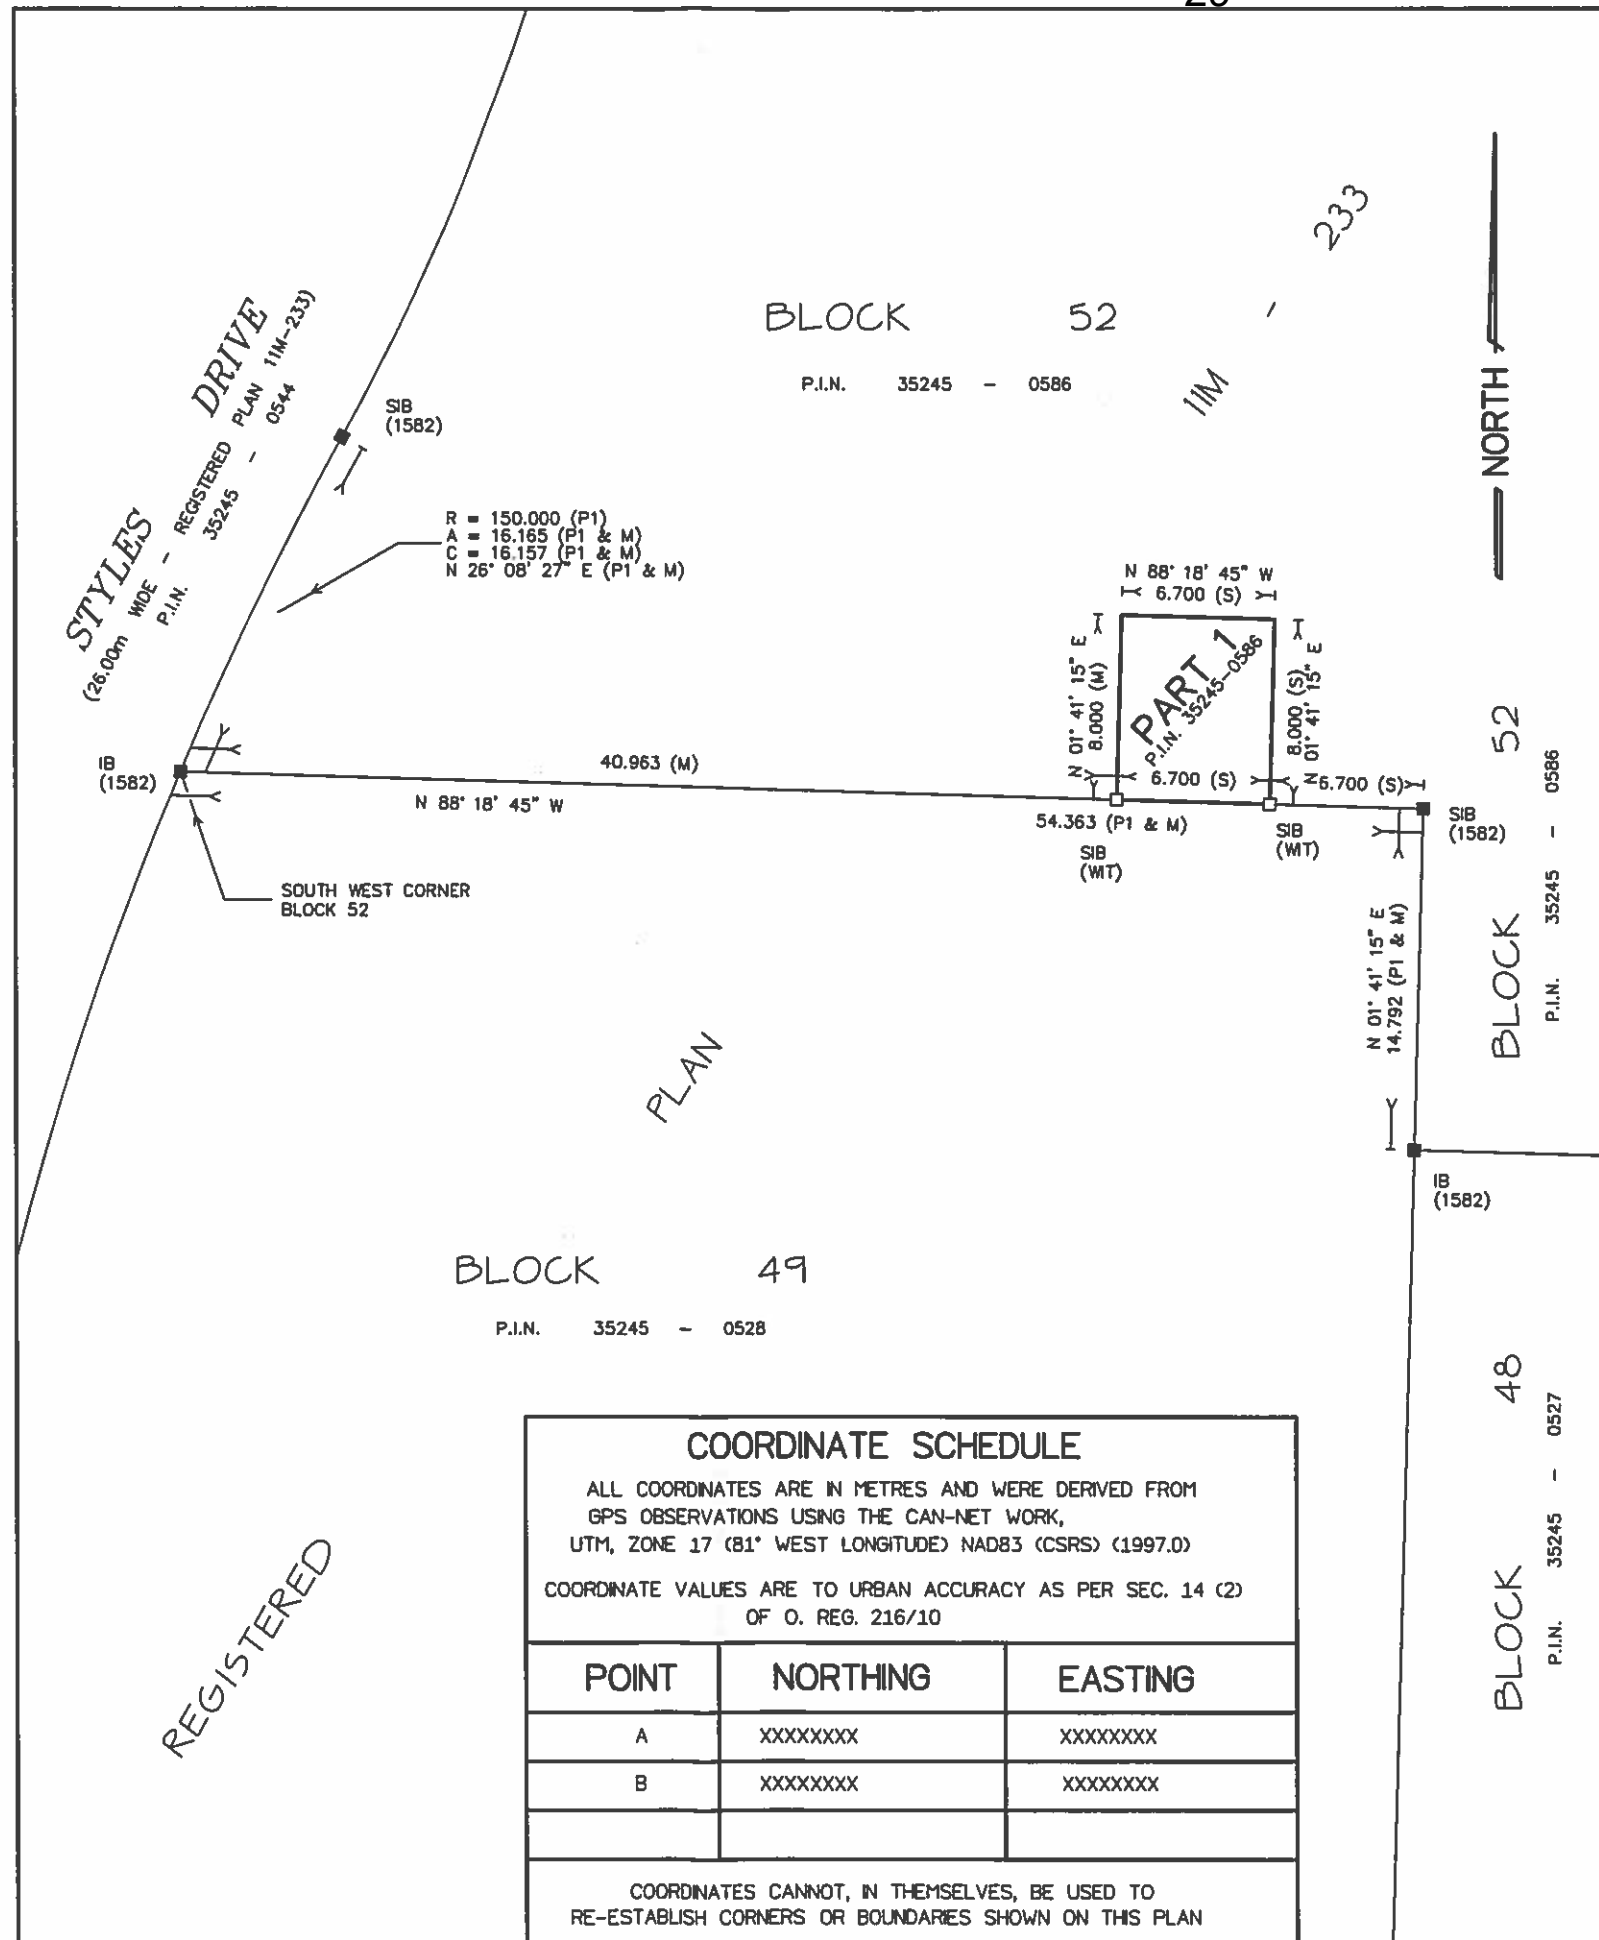 233
BLOCK 52
P.I.N. 35245 - 0586
11M
NORTH
STYLES DRIVE
(26.00m WIDE - REGISTERED PLAN 11M-233)
P.I.N. 35245 - 0544
SIB
(1582)
R = 150.000 (P1)
A = 16.165 (P1 & M)
C = 16.157 (P1 & M)
N 26° 08' 27" E (P1 & M)
N 88° 18' 45" W
6.700 (S)
N 01° 41' 15" E
8.000 (M)
PART 1
P.I.N. 35245-0586
8.000 (S)
N 01° 41' 15" E
6.700 (S)
6.700 (S)
IB
(1582)
40.963 (M)
N 88° 18' 45" W
54.363 (P1 & M)
SIB
(WIT)
SIB
(WIT)
SIB
(1582)
SOUTH WEST CORNER
BLOCK 52
N 01° 41' 15" E
14.792 (P1 & M)
BLOCK 52
P.I.N. 35245 - 0586
PLAN
IB
(1582)
BLOCK 49
P.I.N. 35245 - 0528
BLOCK 48
P.I.N. 35245 - 0527
REGISTERED
COORDINATE SCHEDULE
ALL COORDINATES ARE IN METRES AND WERE DERIVED FROM
GPS OBSERVATIONS USING THE CAN-NET WORK,
UTM, ZONE 17 (81° WEST LONGITUDE) NAD83 (CSRS) (1997.0)
COORDINATE VALUES ARE TO URBAN ACCURACY AS PER SEC. 14 (2)
OF O. REG. 216/10
POINT NORTHING EASTING
A XXXXXXXX XXXXXXXX
B XXXXXXXX XXXXXXXX
COORDINATES CANNOT, IN THEMSELVES, BE USED TO
RE-ESTABLISH CORNERS OR BOUNDARIES SHOWN ON THIS PLAN